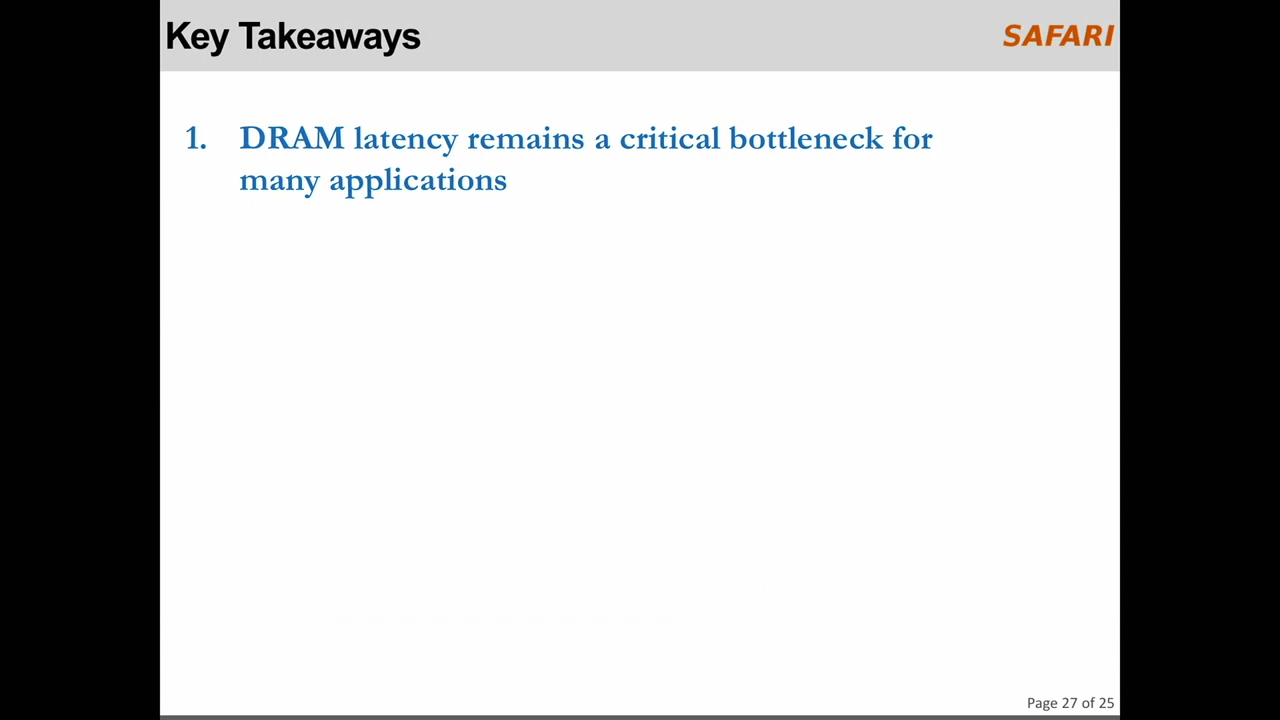 Key Takeaways
SAFARI
1. DRAM latency remains a critical bottleneck for
many applications
Page 27 of 25